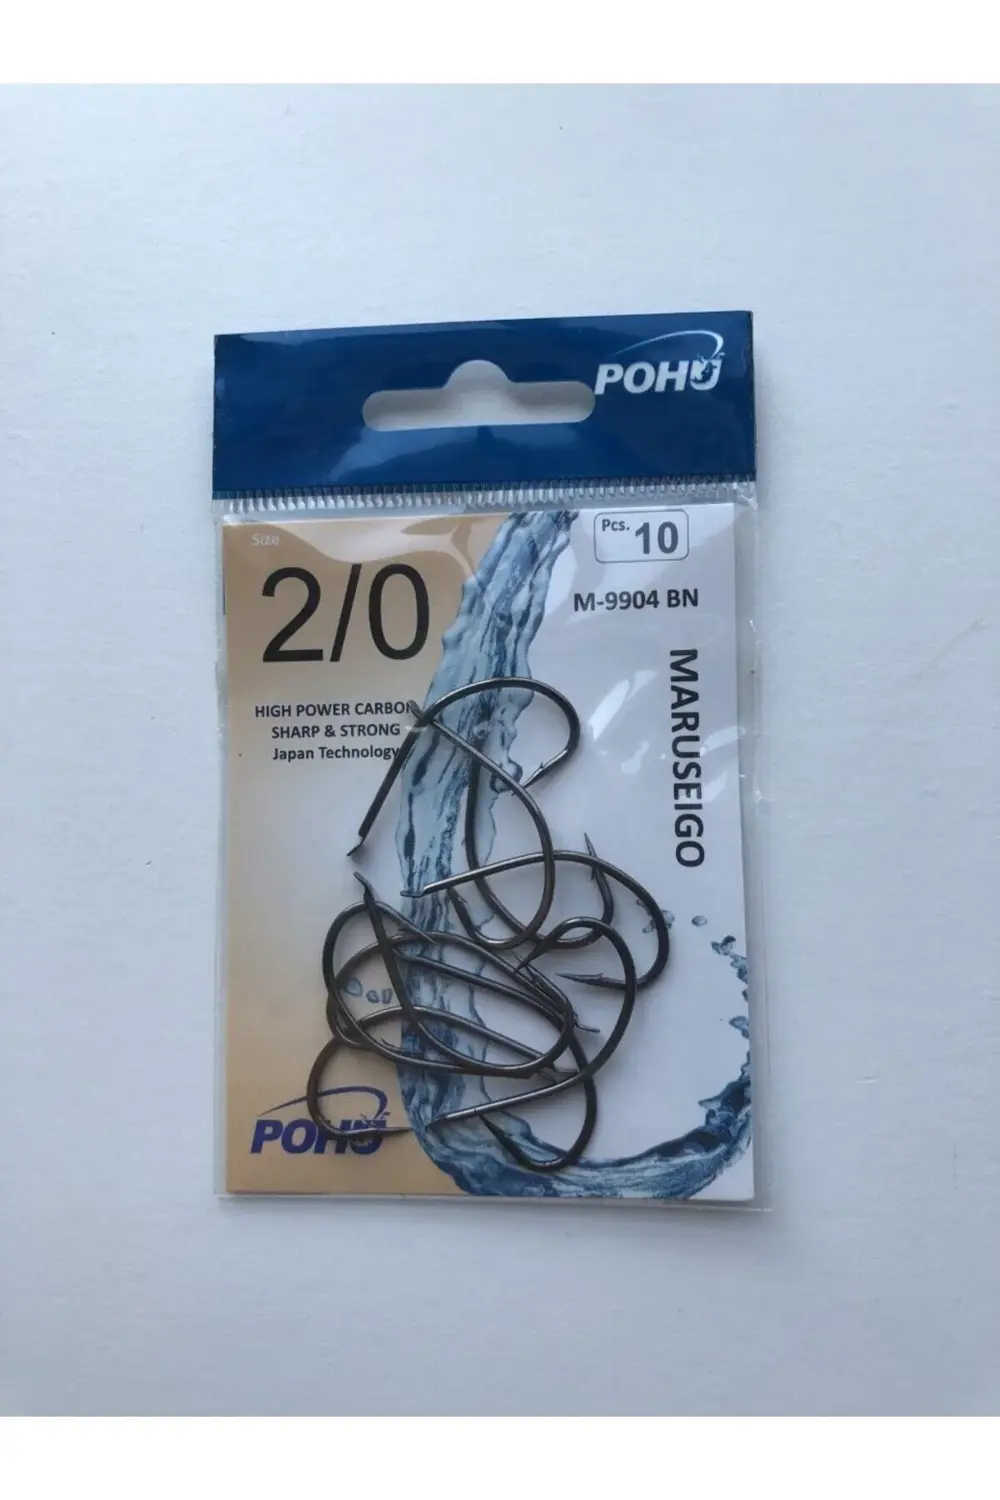 POHU
Size
2/0
Pcs. 10
M-9904 BN
MARUSEIGO
HIGH POWER CARBON
SHARP & STRONG
Japan Technology
POHU